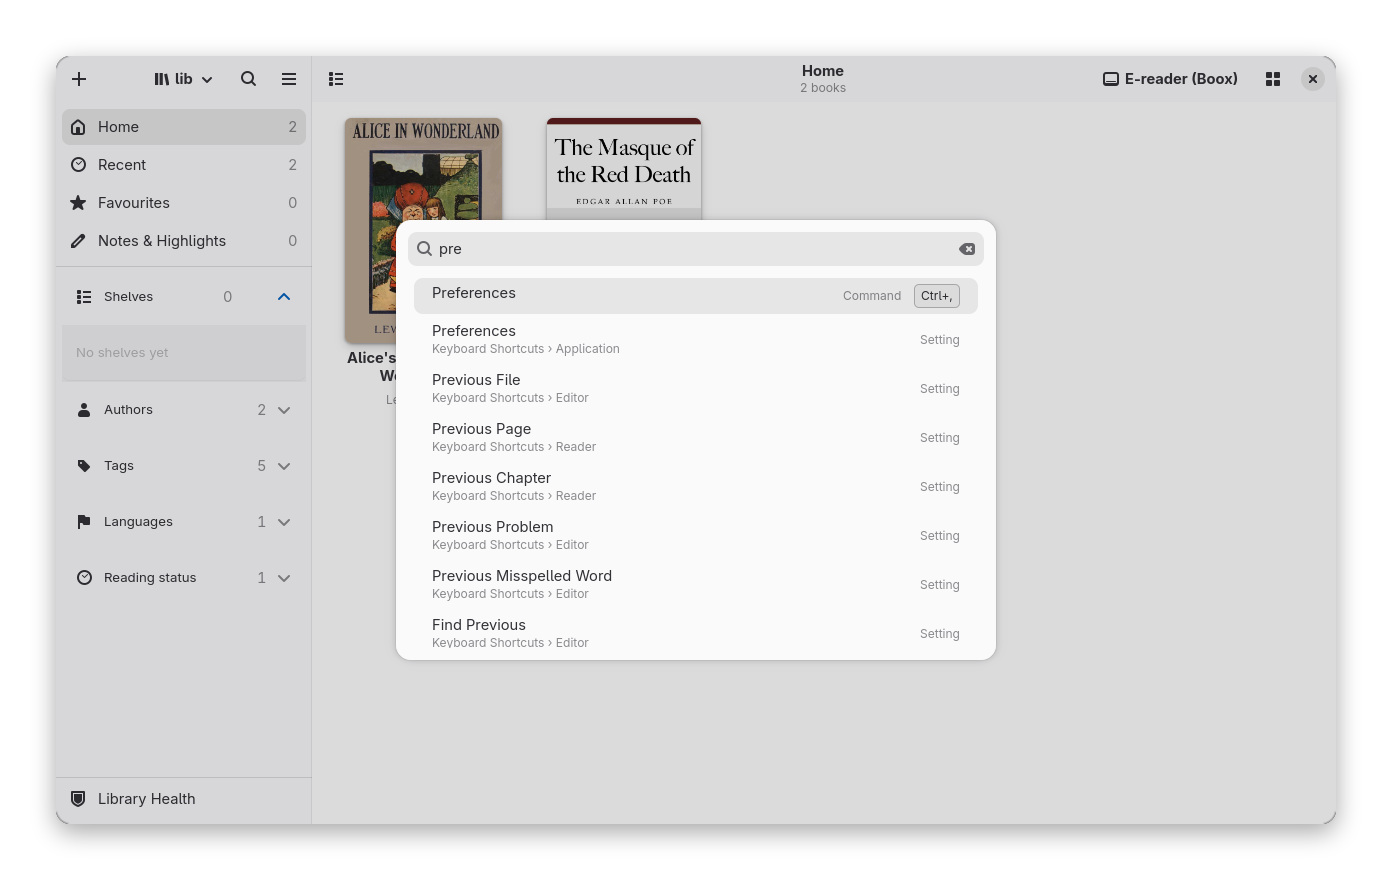 lib
Home
2 books
E-reader (Boox)
Home 2
Recent 2
Favourites 0
Notes & Highlights 0
Shelves 0
No shelves yet
Authors 2
Tags 5
Languages 1
Reading status 1
Library Health
ALICE IN WONDERLAND
LEW
Alice's
Le
The Masque of
the Red Death
EDGAR ALLAN POE
pre
Preferences Command Ctrl+,
Preferences
Keyboard Shortcuts › Application
Setting
Previous File
Keyboard Shortcuts › Editor
Setting
Previous Page
Keyboard Shortcuts › Reader
Setting
Previous Chapter
Keyboard Shortcuts › Reader
Setting
Previous Problem
Keyboard Shortcuts › Editor
Setting
Previous Misspelled Word
Keyboard Shortcuts › Editor
Setting
Find Previous
Keyboard Shortcuts › Editor
Setting